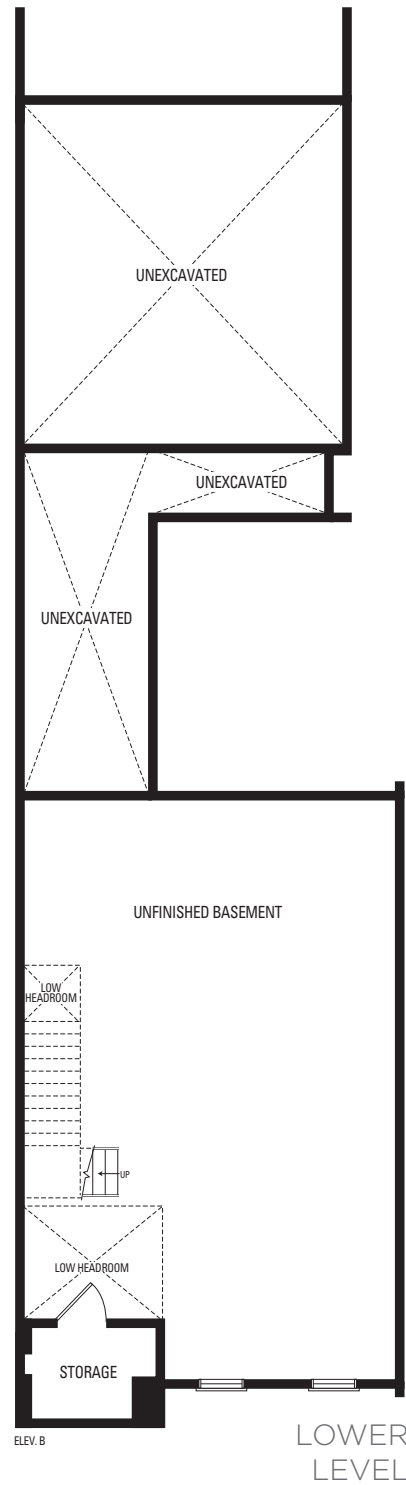 UNEXCAVATED
UNEXCAVATED
UNEXCAVATED
UNFINISHED BASEMENT
LOW
HEADROOM
UP
LOW HEADROOM
STORAGE
ELEV. B
LOWER
LEVEL